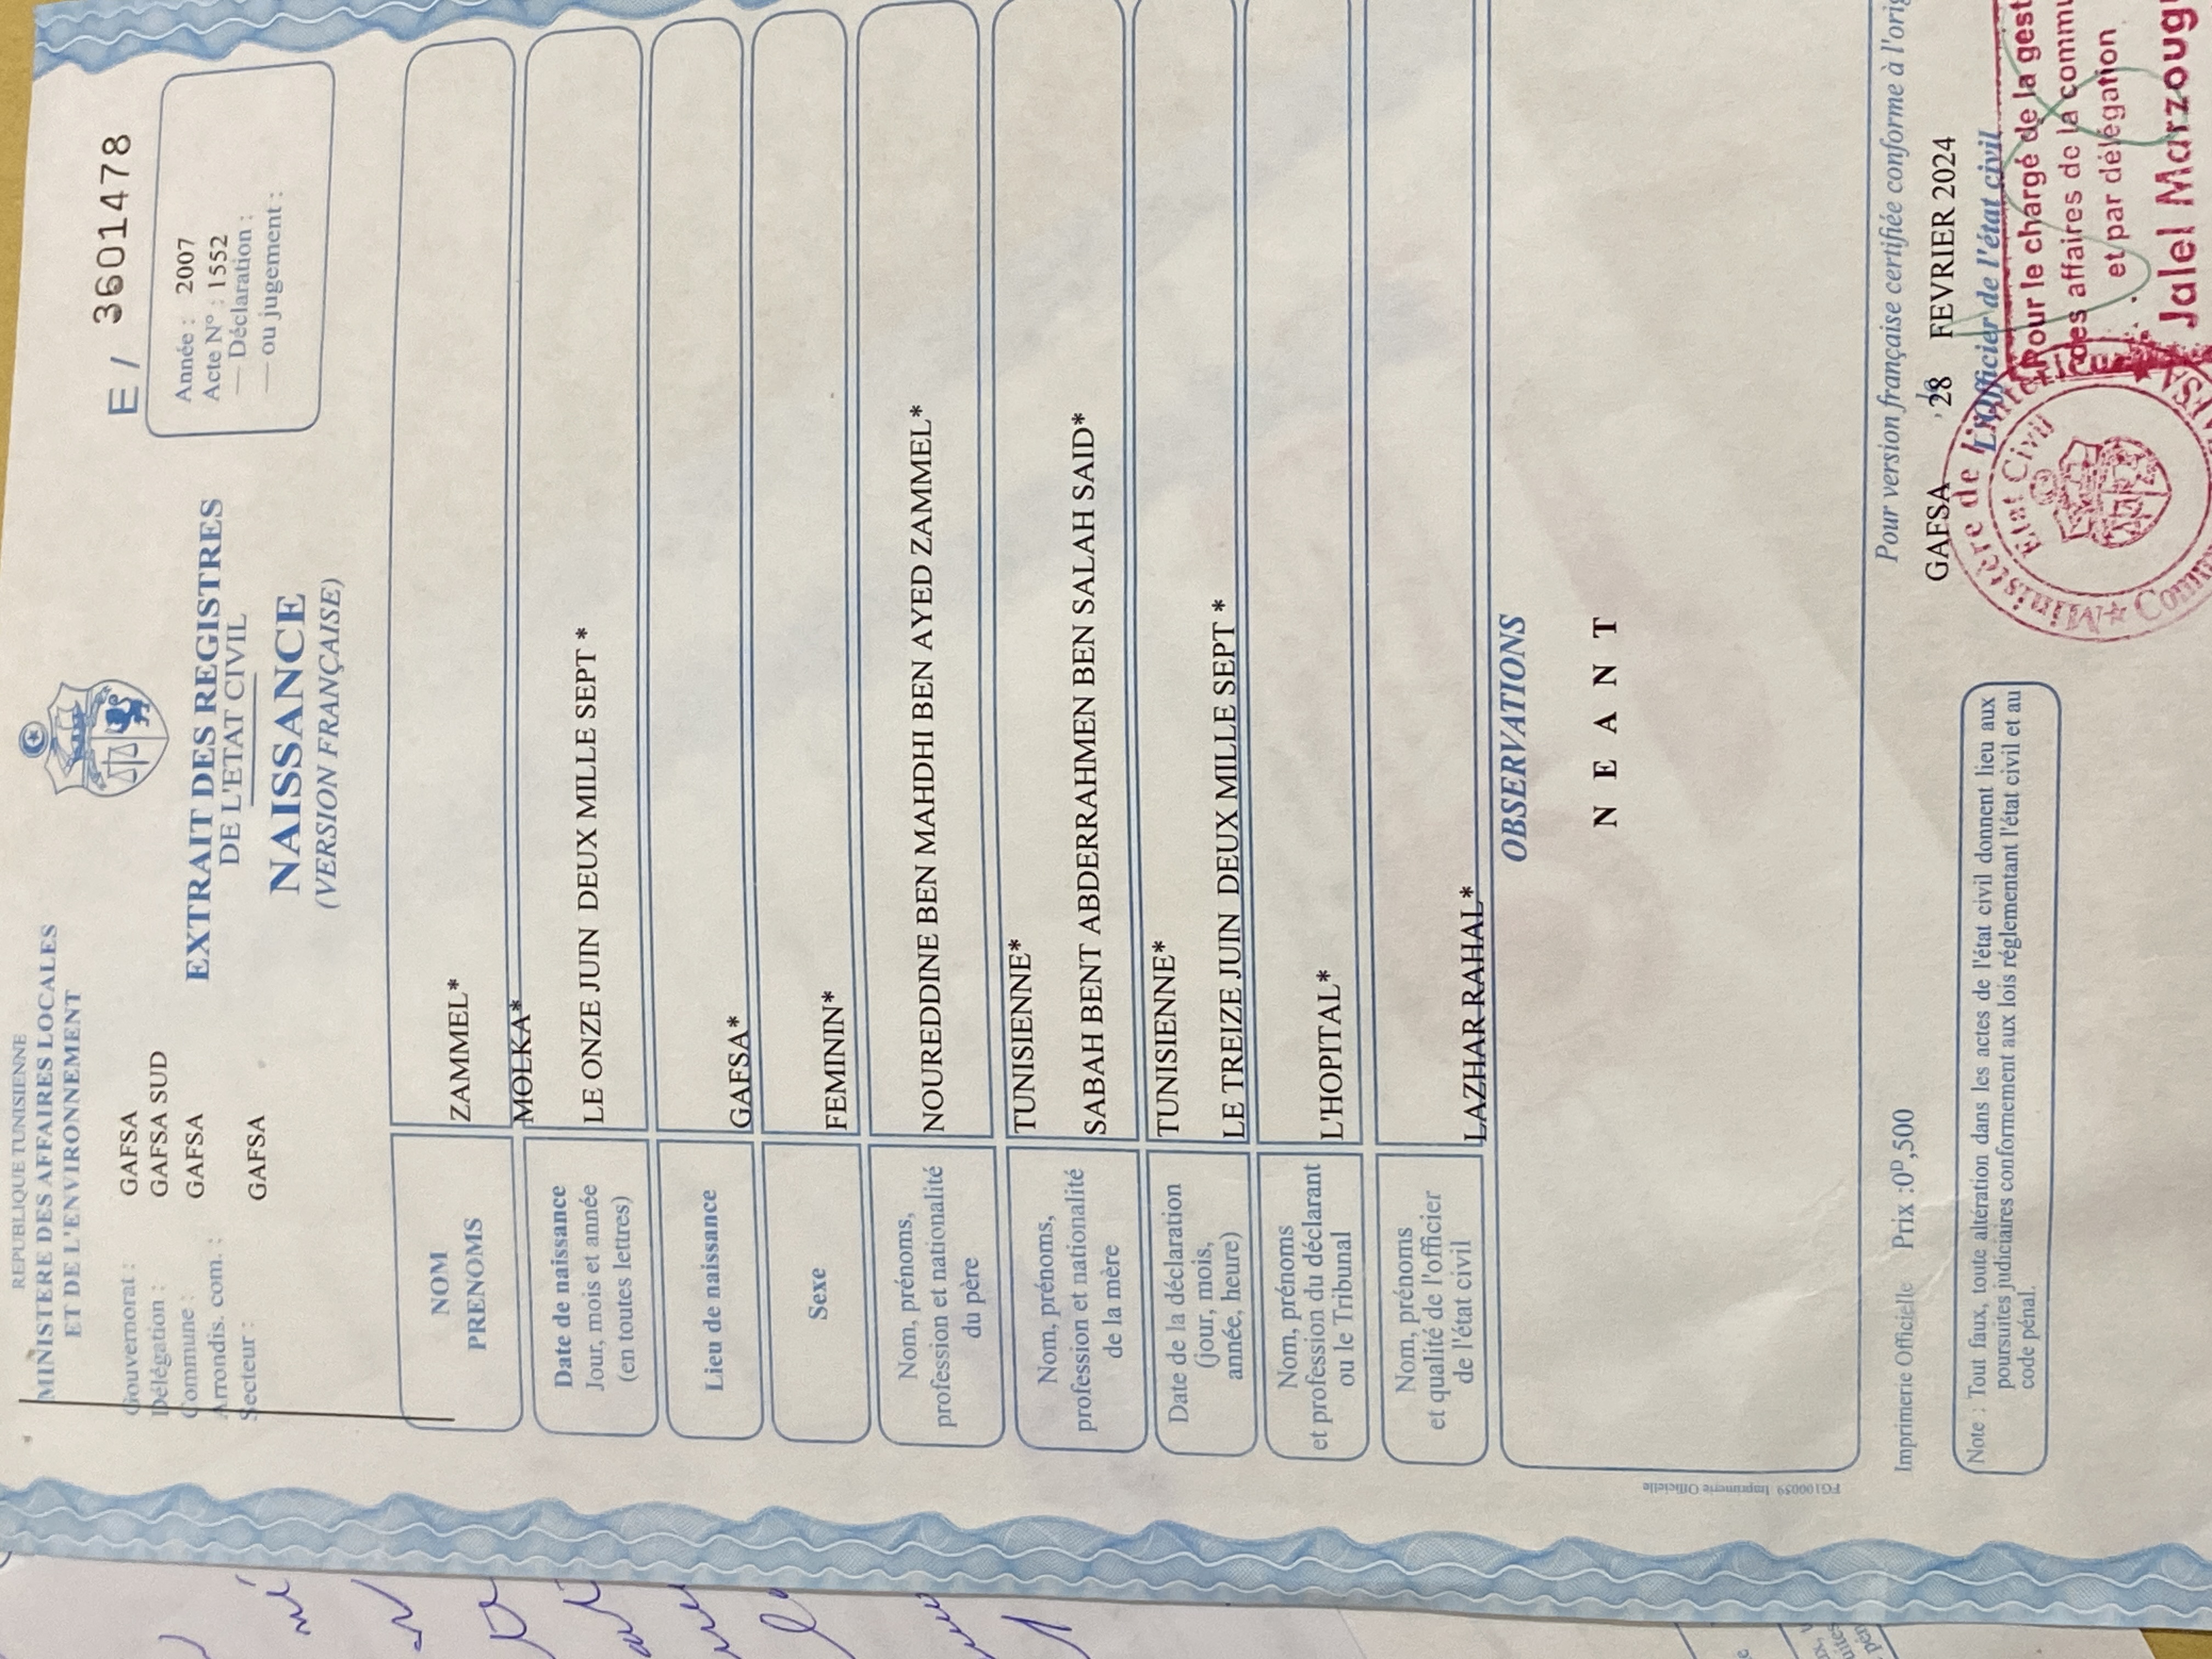 REPUBLIQUE TUNISIENNE
MINISTERE DES AFFAIRES LOCALES
ET DE L'ENVIRONNEMENT
Gouvernorat : GAFSA
Délégation : GAFSA SUD
Commune : GAFSA
Arrondis. com. :
Secteur : GAFSA
EXTRAIT DES REGISTRES
DE L'ETAT CIVIL
NAISSANCE
(VERSION FRANÇAISE)
E / 3601478
Année : 2007
Acte N° : 1552
— Déclaration :
— ou jugement :
NOM
PRENOMS
ZAMMEL*
MOLKA*
Date de naissance
Jour, mois et année
(en toutes lettres)
LE ONZE JUIN DEUX MILLE SEPT *
Lieu de naissance
GAFSA*
Sexe
FEMININ*
Nom, prénoms,
profession et nationalité
du père
NOUREDDINE BEN MAHDHI BEN AYED ZAMMEL*
TUNISIENNE*
Nom, prénoms,
profession et nationalité
de la mère
SABAH BENT ABDERRAHMEN BEN SALAH SAID*
TUNISIENNE*
Date de la déclaration
(jour, mois,
année, heure)
LE TREIZE JUIN DEUX MILLE SEPT *
Nom, prénoms
et profession du déclarant
ou le Tribunal
L'HOPITAL*
Nom, prénoms
et qualité de l'officier
de l'état civil
LAZHAR RAHAL*
OBSERVATIONS
N E A N T
FG100059 Imprimerie Officielle
Imprimerie Officielle Prix :0D,500
Pour version française certifiée conforme à l'orig
GAFSA , le 28 FEVRIER 2024
L'Officier de l'état civil
Pour le chargé de la gest
des affaires de la commu
et par délégation
Jalel Marzoug
Ministère de l'Intérieur
Etat Civil
Note : Tout faux, toute altération dans les actes de l'état civil donnent lieu aux
poursuites judiciaires conformement aux lois réglementant l'état civil et au
code pénal.